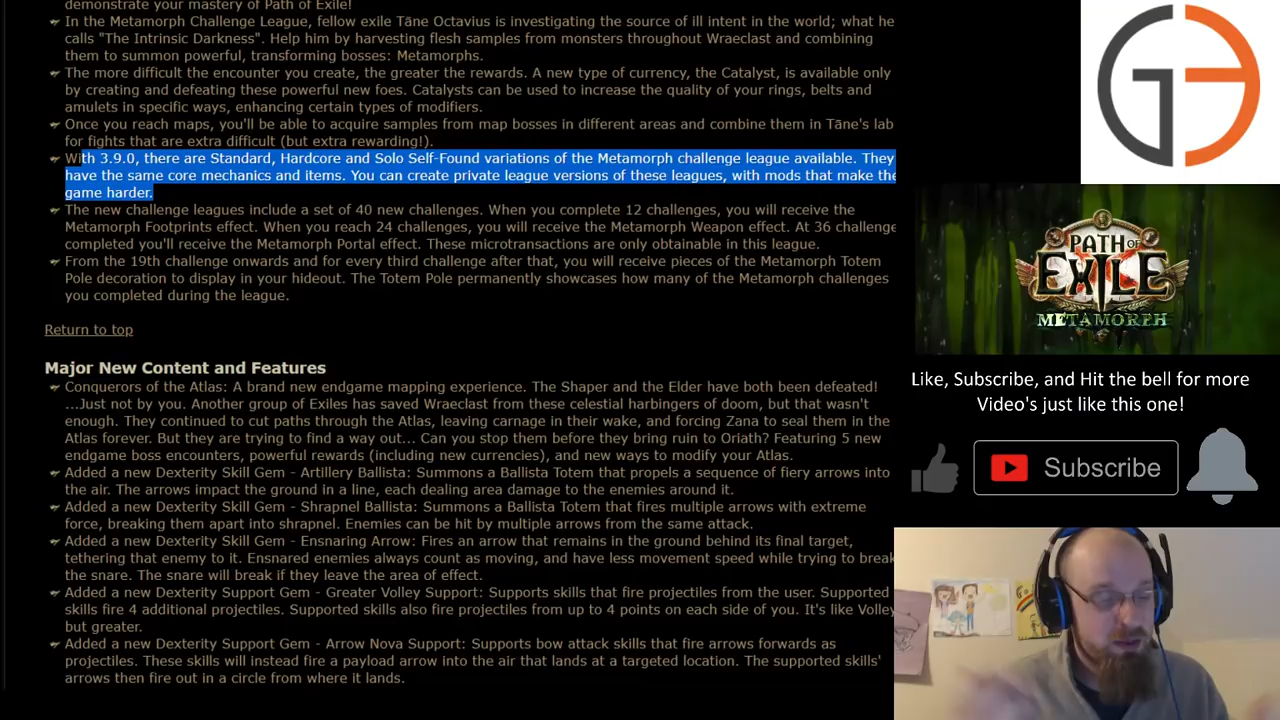 demonstrate your mastery of Path of Exile!
In the Metamorph Challenge League, fellow exile Tāne Octavius is investigating the source of ill intent in the world; what he
calls "The Intrinsic Darkness". Help him by harvesting flesh samples from monsters throughout Wraeclast and combining
them to summon powerful, transforming bosses: Metamorphs.
The more difficult the encounter you create, the greater the rewards. A new type of currency, the Catalyst, is available only
by creating and defeating these powerful new foes. Catalysts can be used to increase the quality of your rings, belts and
amulets in specific ways, enhancing certain types of modifiers.
Once you reach maps, you'll be able to acquire samples from map bosses in different areas and combine them in Tāne's lab
for fights that are extra difficult (but extra rewarding!).
With 3.9.0, there are Standard, Hardcore and Solo Self-Found variations of the Metamorph challenge league available. They
have the same core mechanics and items. You can create private league versions of these leagues, with mods that make the
game harder.
The new challenge leagues include a set of 40 new challenges. When you complete 12 challenges, you will receive the
Metamorph Footprints effect. When you reach 24 challenges, you will receive the Metamorph Weapon effect. At 36 challenge
completed you'll receive the Metamorph Portal effect. These microtransactions are only obtainable in this league.
From the 19th challenge onwards and for every third challenge after that, you will receive pieces of the Metamorph Totem
Pole decoration to display in your hideout. The Totem Pole permanently showcases how many of the Metamorph challenges
you completed during the league.
Return to top
Major New Content and Features
Conquerors of the Atlas: A brand new endgame mapping experience. The Shaper and the Elder have both been defeated!
...Just not by you. Another group of Exiles has saved Wraeclast from these celestial harbingers of doom, but that wasn't
enough. They continued to cut paths through the Atlas, leaving carnage in their wake, and forcing Zana to seal them in the
Atlas forever. But they are trying to find a way out... Can you stop them before they bring ruin to Oriath? Featuring 5 new
endgame boss encounters, powerful rewards (including new currencies), and new ways to modify your Atlas.
Added a new Dexterity Skill Gem - Artillery Ballista: Summons a Ballista Totem that propels a sequence of fiery arrows into
the air. The arrows impact the ground in a line, each dealing area damage to the enemies around it.
Added a new Dexterity Skill Gem - Shrapnel Ballista: Summons a Ballista Totem that fires multiple arrows with extreme
force, breaking them apart into shrapnel. Enemies can be hit by multiple arrows from the same attack.
Added a new Dexterity Skill Gem - Ensnaring Arrow: Fires an arrow that remains in the ground behind its final target,
tethering that enemy to it. Ensnared enemies always count as moving, and have less movement speed while trying to break
the snare. The snare will break if they leave the area of effect.
Added a new Dexterity Support Gem - Greater Volley Support: Supports skills that fire projectiles from the user. Supported
skills fire 4 additional projectiles. Supported skills also fire projectiles from up to 4 points on each side of you. It's like Volley
but greater.
Added a new Dexterity Support Gem - Arrow Nova Support: Supports bow attack skills that fire arrows forwards as
projectiles. These skills will instead fire a payload arrow into the air that lands at a targeted location. The supported skills'
arrows then fire out in a circle from where it lands.
PATH OF
EXILE
METAMORPH
Like, Subscribe, and Hit the bell for more
Video's just like this one!
Subscribe